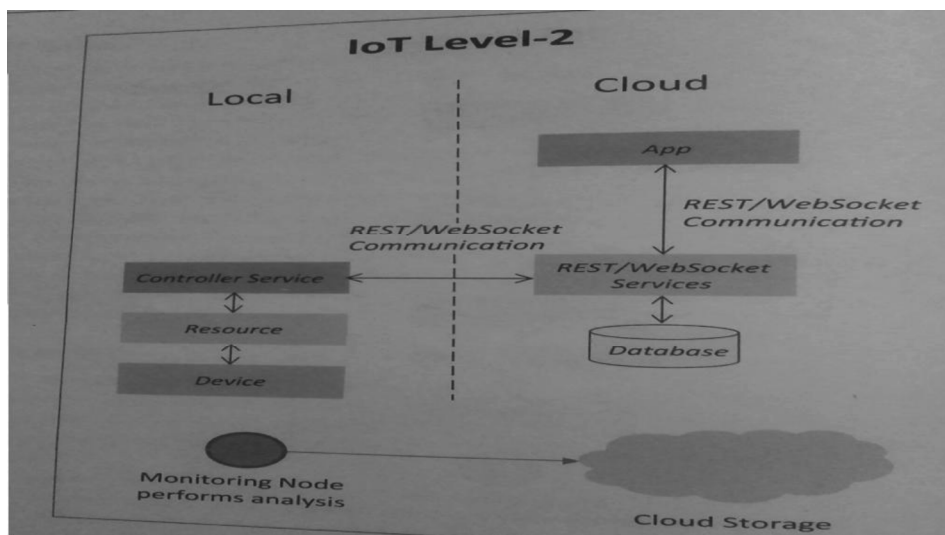 IoT Level-2
Local
Cloud
App
REST/WebSocket
Communication
REST/WebSocket
Communication
Controller Service
REST/WebSocket
Services
Resource
Database
Device
Monitoring Node
performs analysis
Cloud Storage